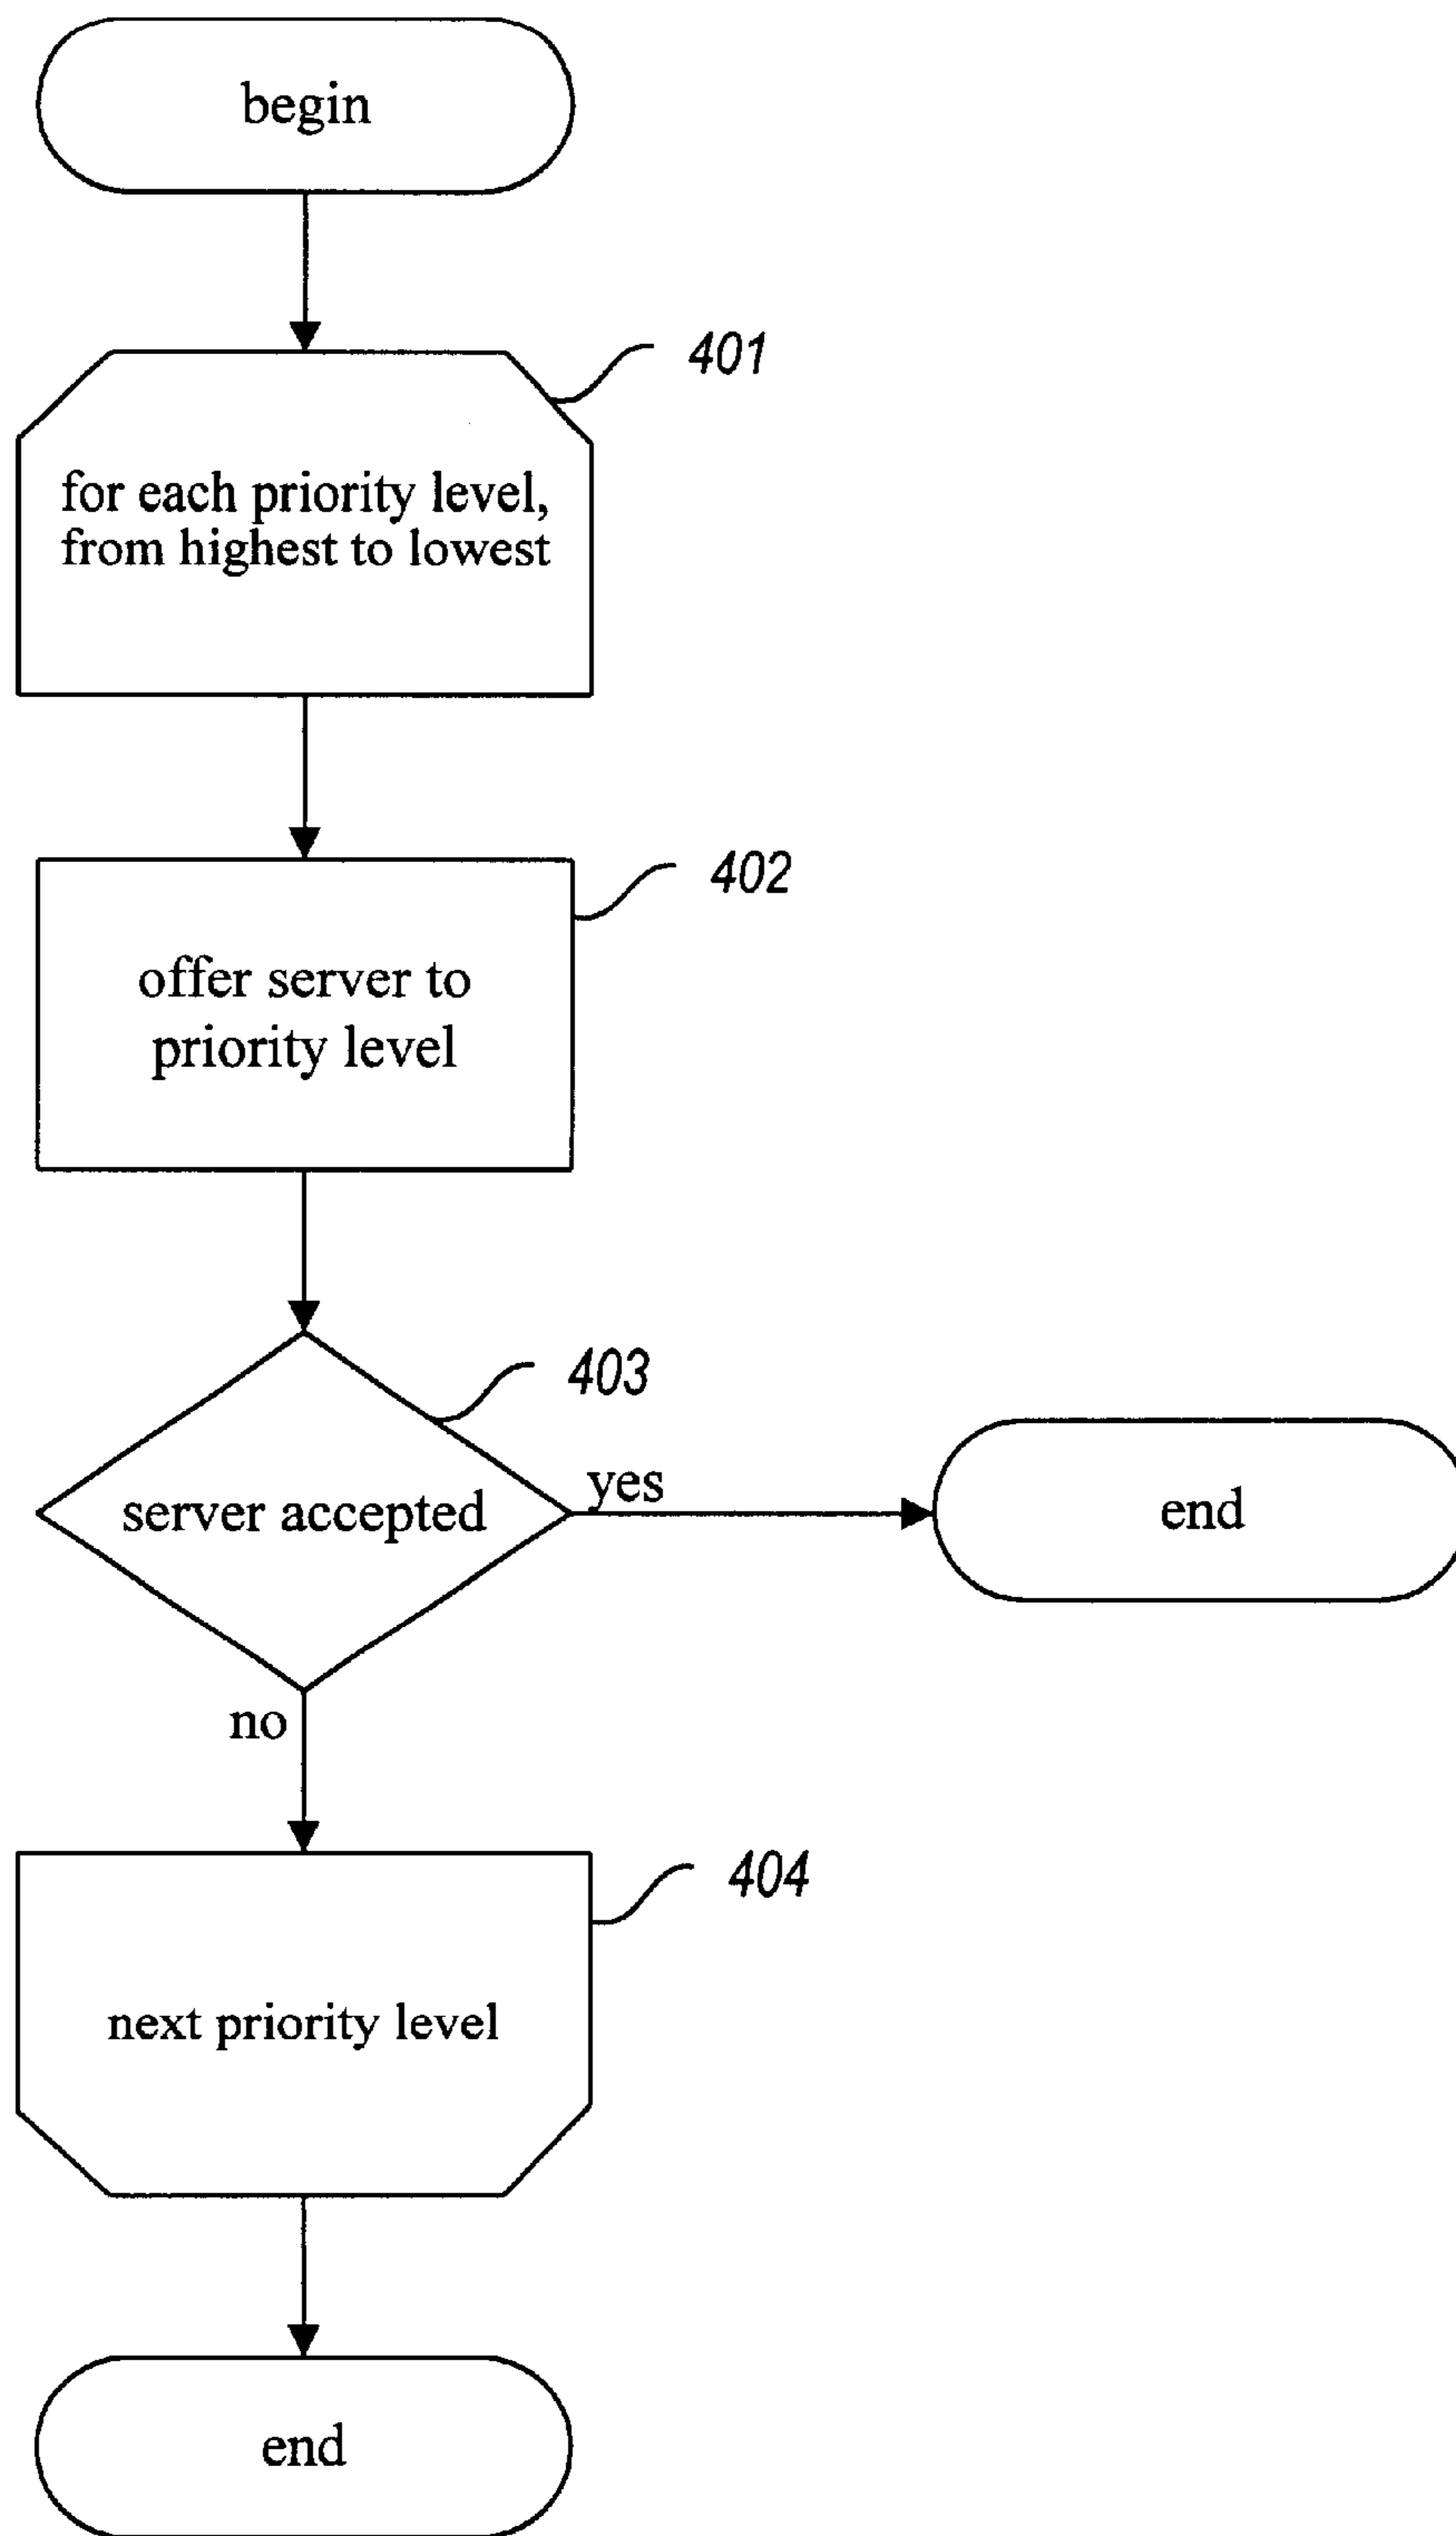 begin
401
for each priority level,
from highest to lowest
402
offer server to
priority level
403
server accepted
yes
end
no
404
next priority level
end